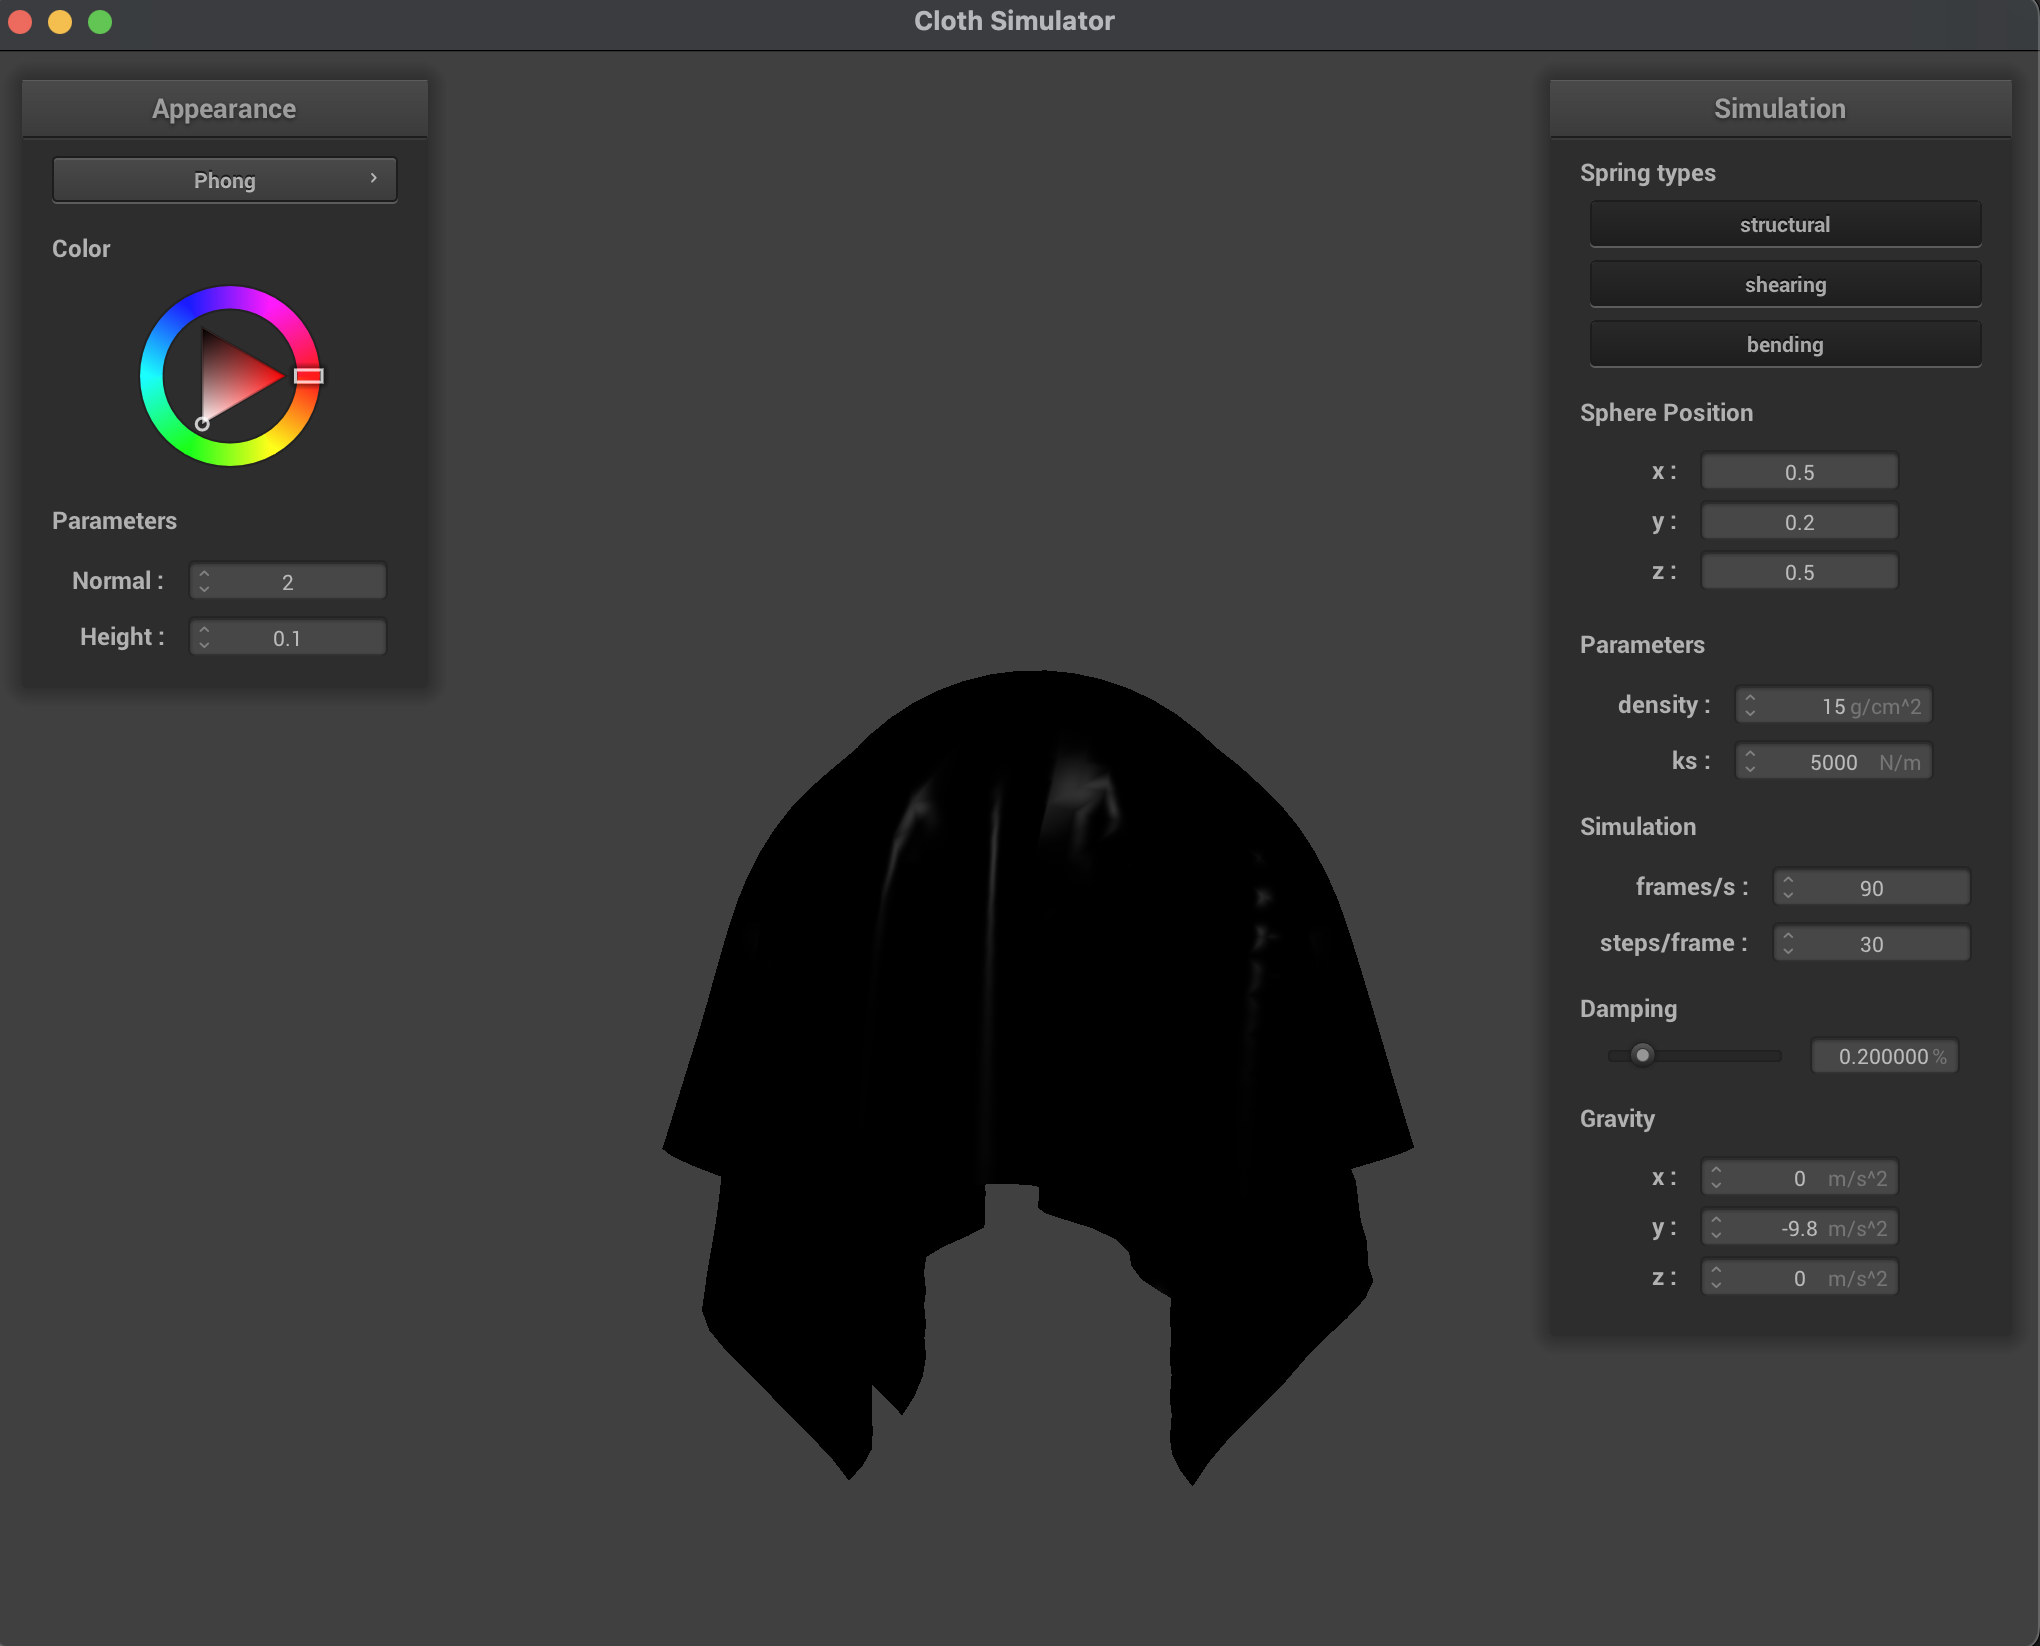 Cloth Simulator
Appearance
Phong
Color
Parameters
Normal : 2
Height : 0.1
Simulation
Spring types
structural
shearing
bending
Sphere Position
x : 0.5
y : 0.2
z : 0.5
Parameters
density : 15 g/cm^2
ks : 5000 N/m
Simulation
frames/s : 90
steps/frame : 30
Damping
0.200000 %
Gravity
x : 0 m/s^2
y : -9.8 m/s^2
z : 0 m/s^2